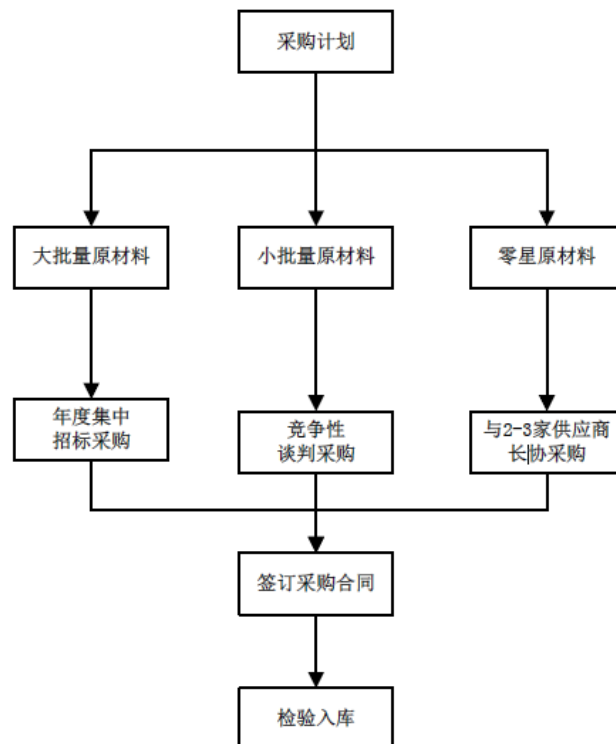 采购计划
大批量原材料
小批量原材料
零星原材料
年度集中
招标采购
竞争性
谈判采购
与2-3家供应商
长协采购
签订采购合同
检验入库